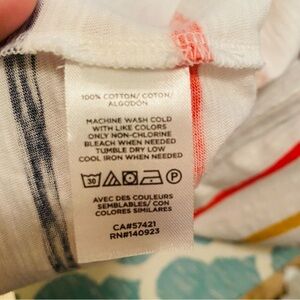 100% COTTON/ COTON/
ALGODÓN
MACHINE WASH COLD
WITH LIKE COLORS
ONLY NON-CHLORINE
BLEACH WHEN NEEDED
TUMBLE DRY LOW
COOL IRON WHEN NEEDED
30 P
AVEC DES COULEURS
SEMBLABLES/ CON
COLORES SIMILARES
CA#57421
RN#140923